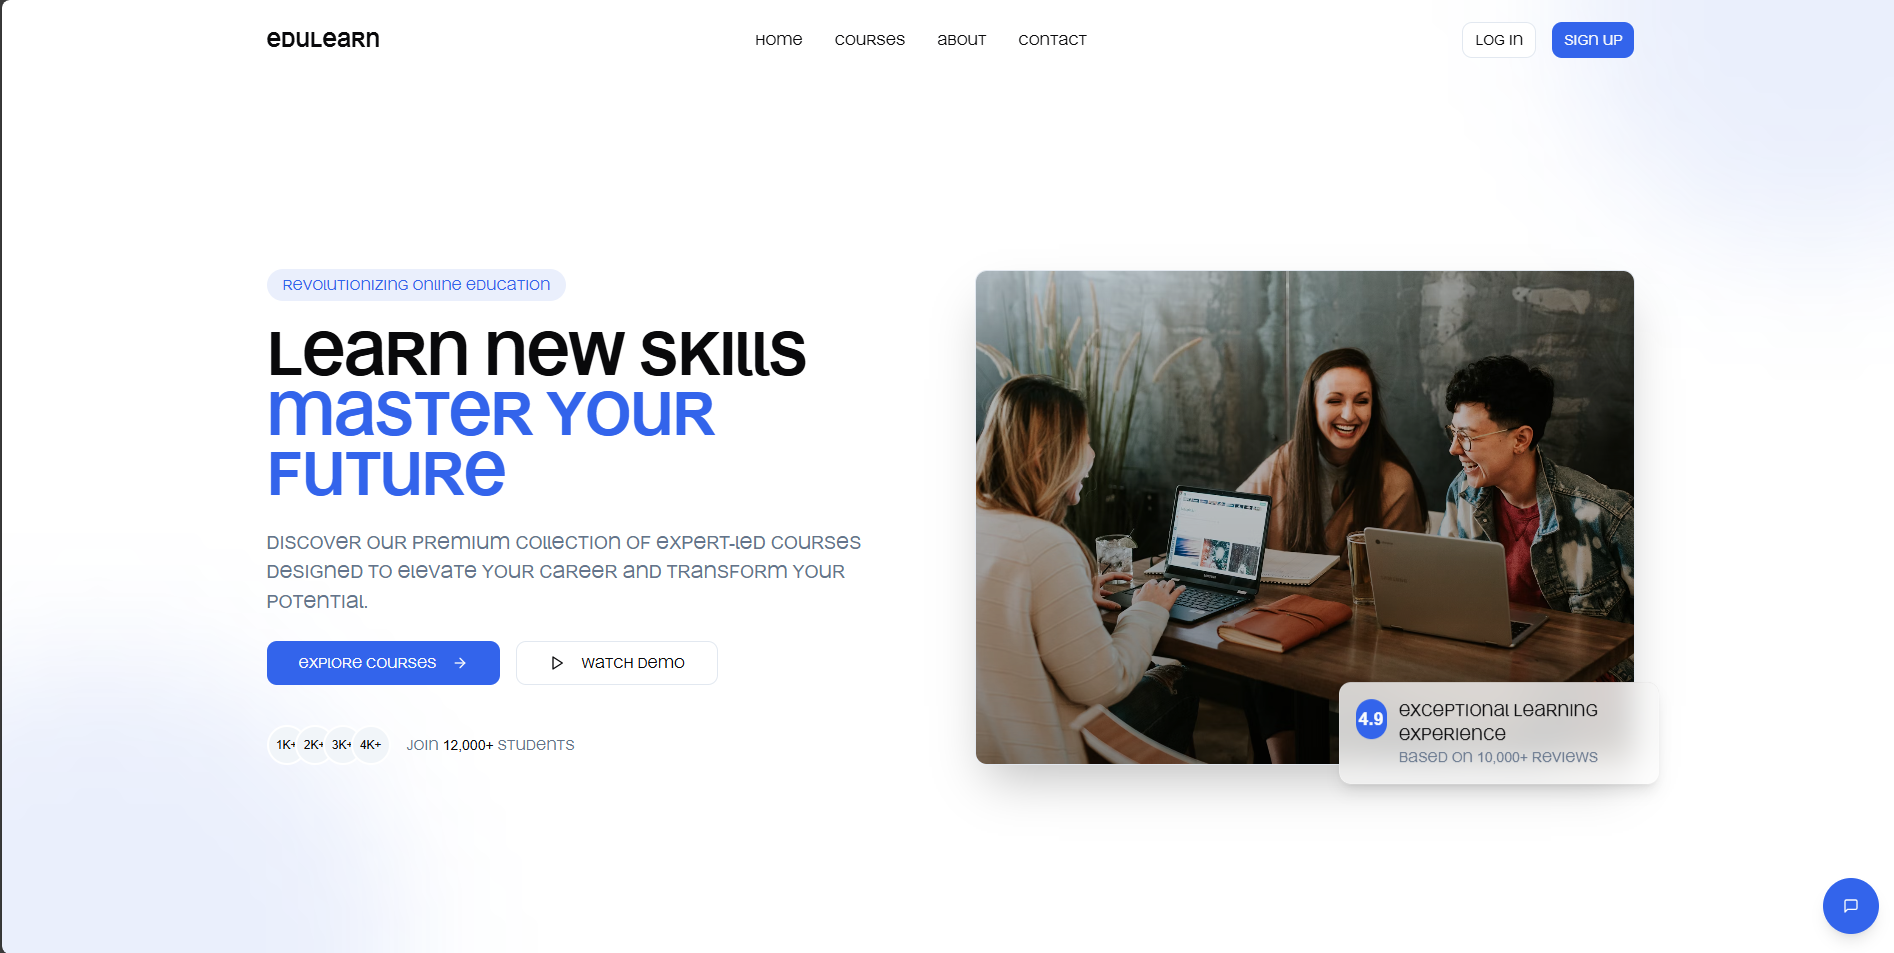 EDULEARN
Home Courses About Contact
Log in Sign up
Revolutionizing Online Education
Learn New Skills
Master Your
Future
Discover our premium collection of expert-led courses
designed to elevate your career and transform your
potential.
Explore Courses
Watch Demo
1K+ 2K+ 3K+ 4K+
Join 12,000+ students
4.9
Exceptional Learning
Experience
Based on 10,000+ reviews